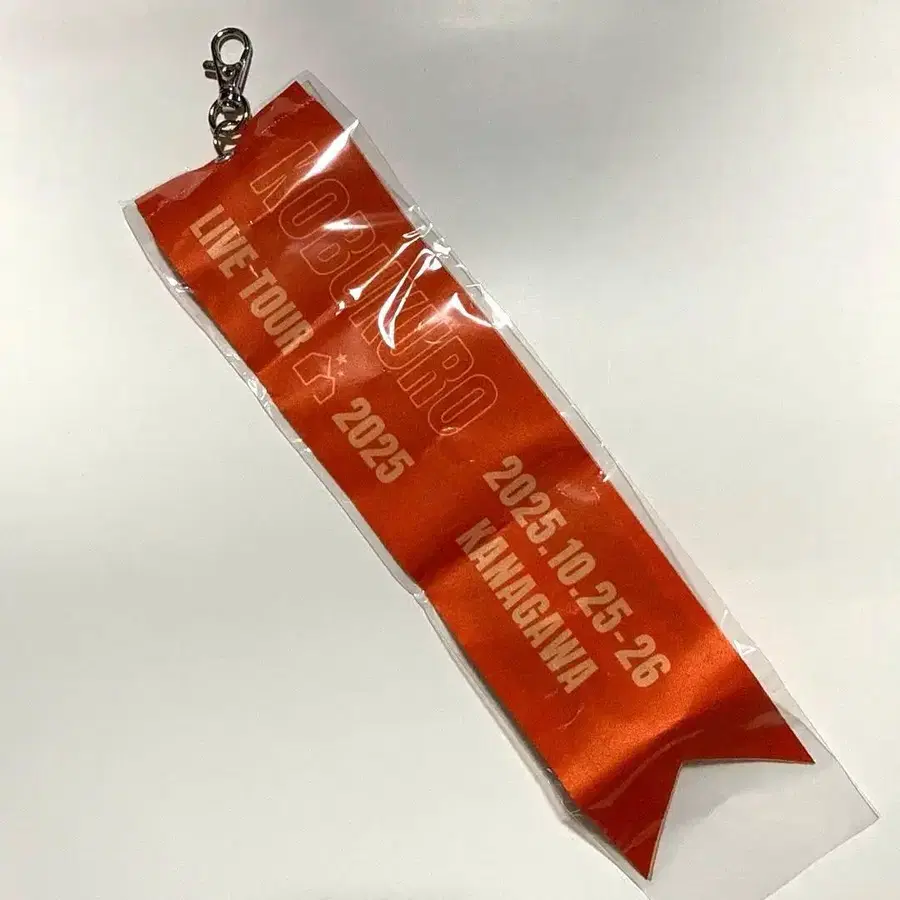 KOBUKURO
LIVE TOUR 2025
2025.10.25-26
KANAGAWA